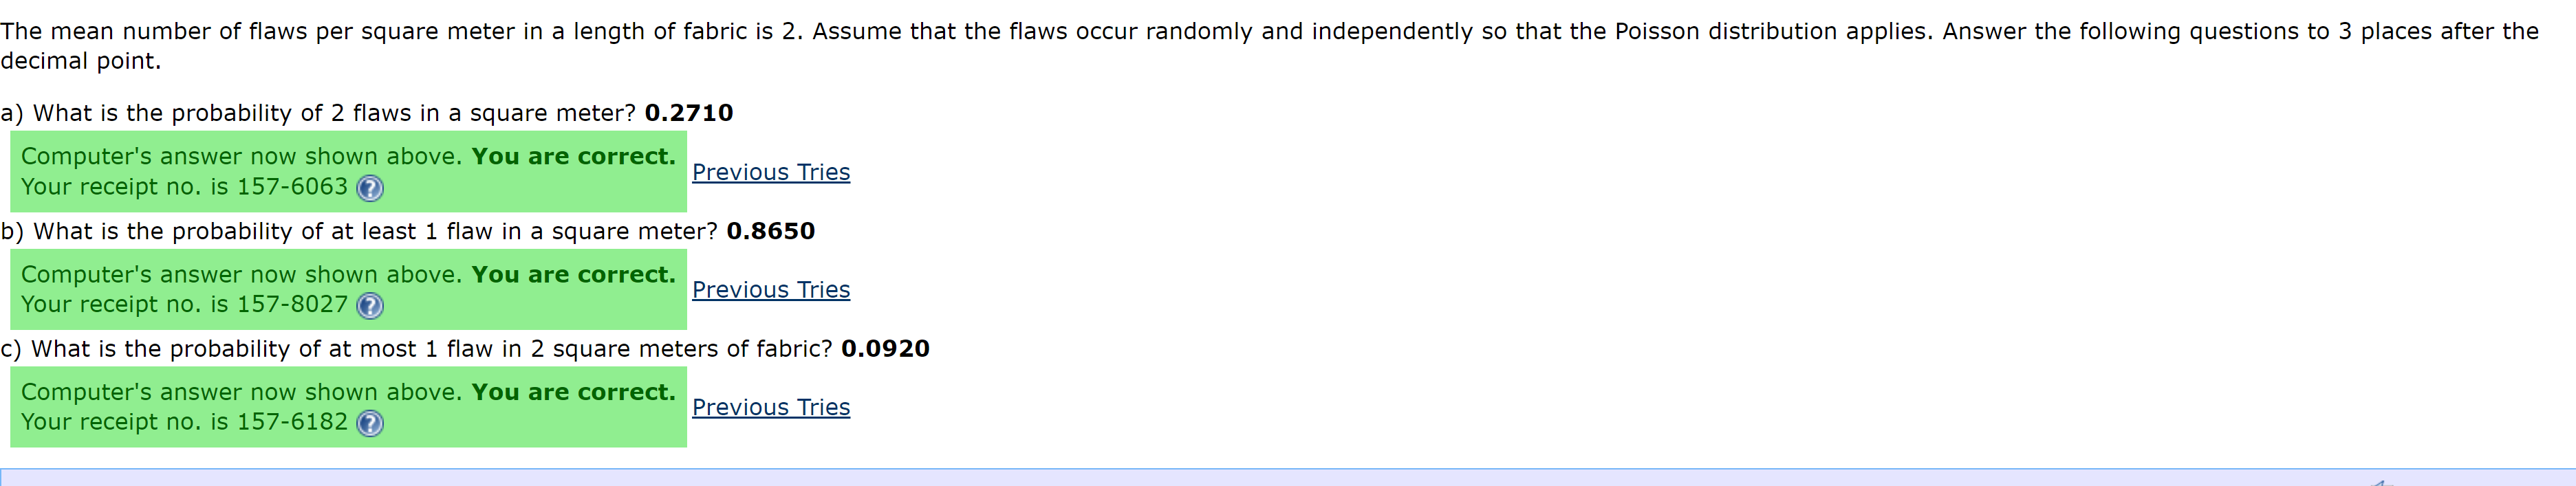 The mean number of flaws per square meter in a length of fabric is 2. Assume that the flaws occur randomly and independently so that the Poisson distribution applies. Answer the following questions to 3 places after the
decimal point.
a) What is the probability of 2 flaws in a square meter? 0.2710
Computer's answer now shown above. You are correct.
Your receipt no. is 157-6063 ?
Previous Tries
b) What is the probability of at least 1 flaw in a square meter? 0.8650
Computer's answer now shown above. You are correct.
Your receipt no. is 157-8027 ?
Previous Tries
c) What is the probability of at most 1 flaw in 2 square meters of fabric? 0.0920
Computer's answer now shown above. You are correct.
Your receipt no. is 157-6182 ?
Previous Tries